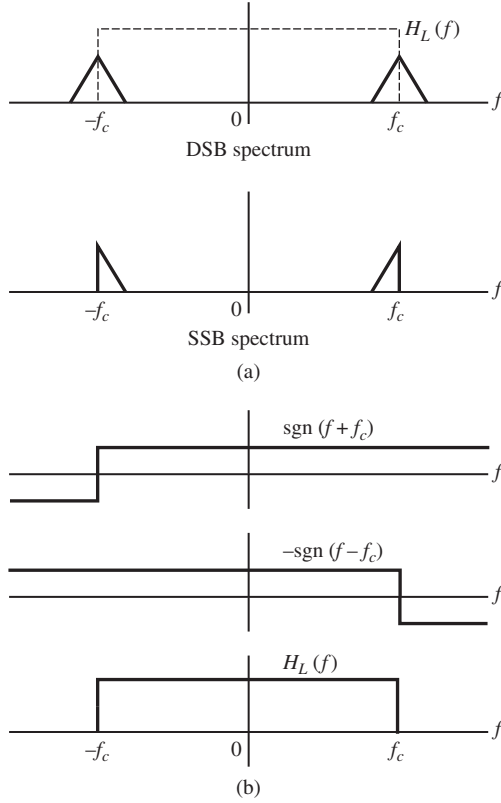 H_L (f)
f
–f_c 0 f_c
DSB spectrum
f
–f_c 0 f_c
SSB spectrum
(a)
sgn (f + f_c)
f
–sgn (f – f_c)
f
H_L (f)
f
–f_c 0 f_c
(b)